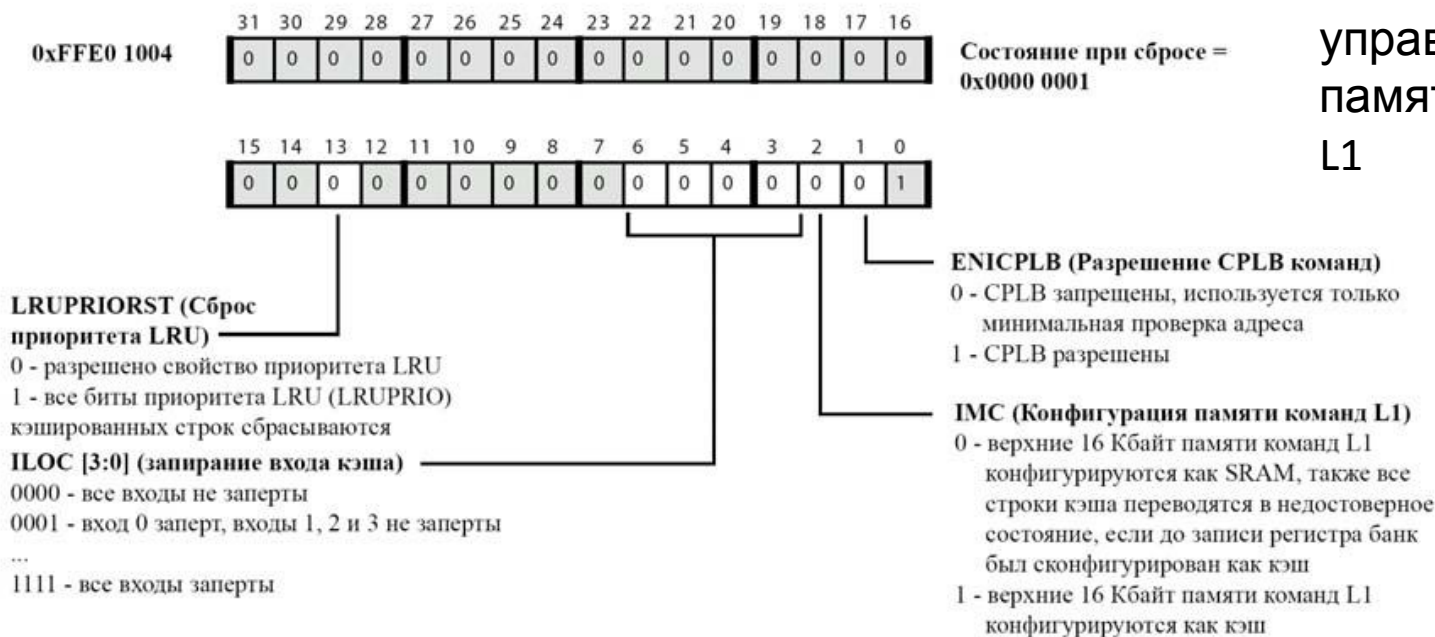 31 30 29 28 27 26 25 24 23 22 21 20 19 18 17 16
0xFFE0 1004
0 0 0 0 0 0 0 0 0 0 0 0 0 0 0 0
Состояние при сбросе =
0x0000 0001
L1
15 14 13 12 11 10 9 8 7 6 5 4 3 2 1 0
0 0 0 0 0 0 0 0 0 0 0 0 0 0 0 1
LRUPRIORST (Сброс
приоритета LRU)
0 - разрешено свойство приоритета LRU
1 - все биты приоритета LRU (LRUPRIO)
кэшированных строк сбрасываются
ILOC [3:0] (запирание входа кэша)
0000 - все входы не заперты
0001 - вход 0 заперт, входы 1, 2 и 3 не заперты
...
1111 - все входы заперты
ENICPLB (Разрешение CPLB команд)
0 - CPLB запрещены, используется только
минимальная проверка адреса
1 - CPLB разрешены
IMC (Конфигурация памяти команд L1)
0 - верхние 16 Кбайт памяти команд L1
конфигурируются как SRAM, также все
строки кэша переводятся в недостоверное
состояние, если до записи регистра банк
был сконфигурирован как кэш
1 - верхние 16 Кбайт памяти команд L1
конфигурируются как кэш